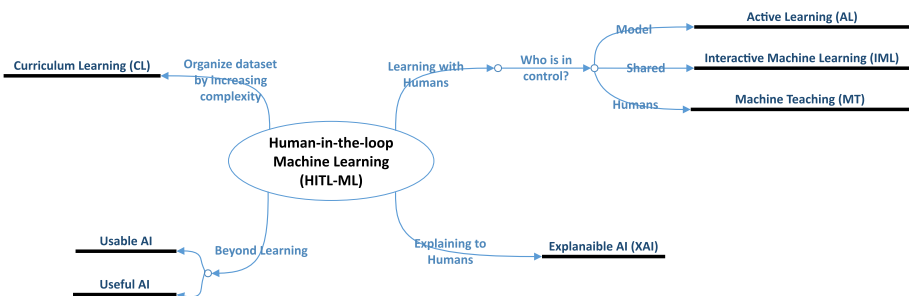 Active Learning (AL)
Model
Curriculum Learning (CL)
Organize dataset
by increasing
complexity
Learning with
Humans
Who is in
control?
Shared
Interactive Machine Learning (IML)
Humans
Machine Teaching (MT)
Human-in-the-loop
Machine Learning
(HITL-ML)
Usable AI
Beyond Learning
Useful AI
Explaining to
Humans
Explanaible AI (XAI)